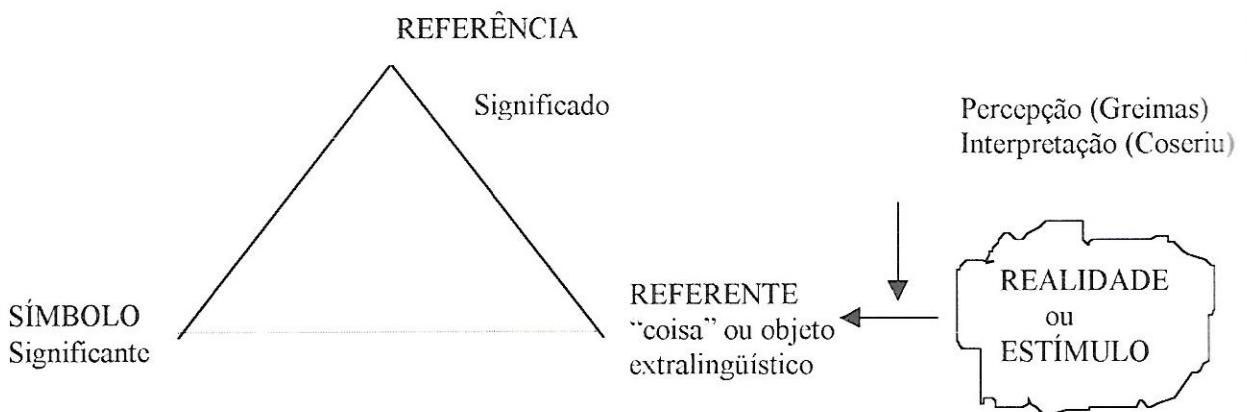 REFERÊNCIA
Significado
Percepção (Greimas)
Interpretação (Coseriu)
SÍMBOLO
Significante
REFERENTE
“coisa” ou objeto
extralingüístico
REALIDADE
ou
ESTÍMULO